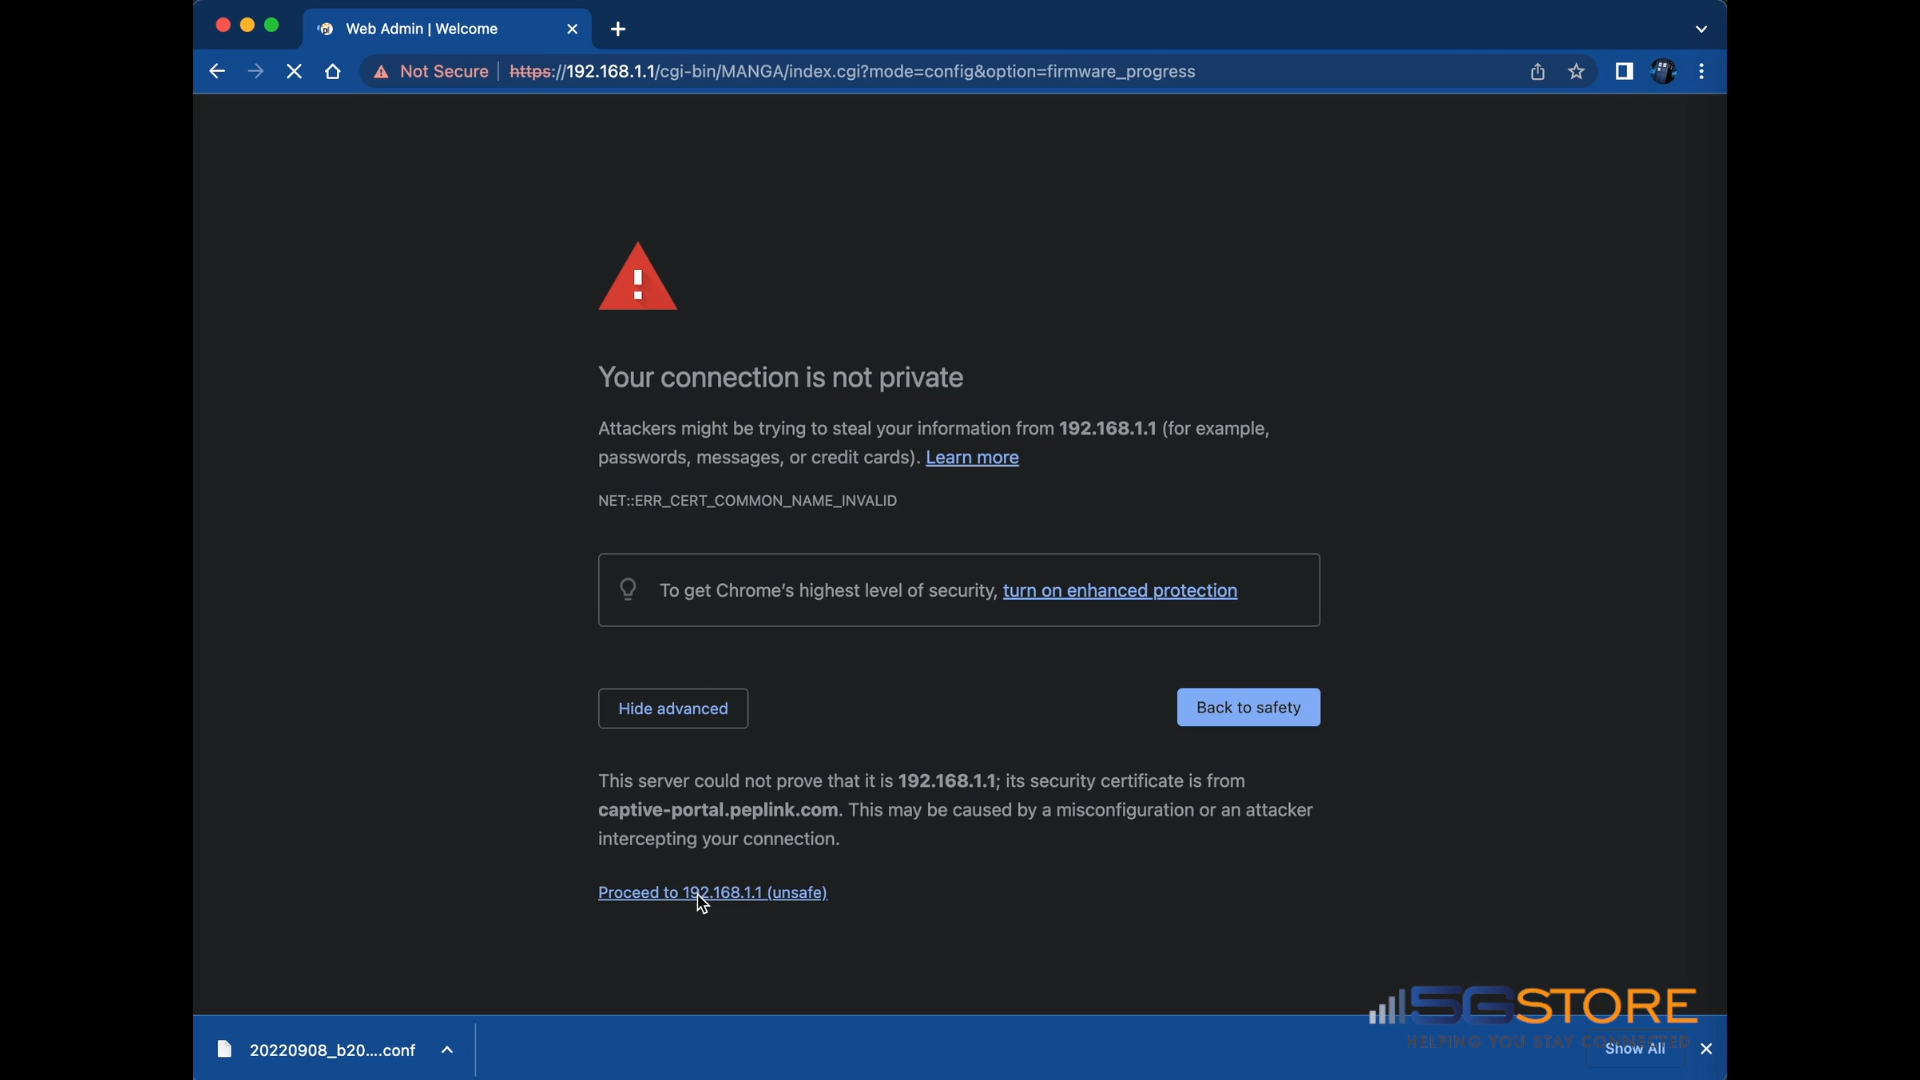 Web Admin | Welcome
Not Secure https://192.168.1.1/cgi-bin/MANGA/index.cgi?mode=config&option=firmware_progress
Your connection is not private
Attackers might be trying to steal your information from 192.168.1.1 (for example,
passwords, messages, or credit cards). Learn more
NET::ERR_CERT_COMMON_NAME_INVALID
To get Chrome's highest level of security, turn on enhanced protection
Hide advanced
Back to safety
This server could not prove that it is 192.168.1.1; its security certificate is from
captive-portal.peplink.com. This may be caused by a misconfiguration or an attacker
intercepting your connection.
Proceed to 192.168.1.1 (unsafe)
5GSTORE
HELPING YOU STAY CONNECTED
20220908_b20....conf
Show All